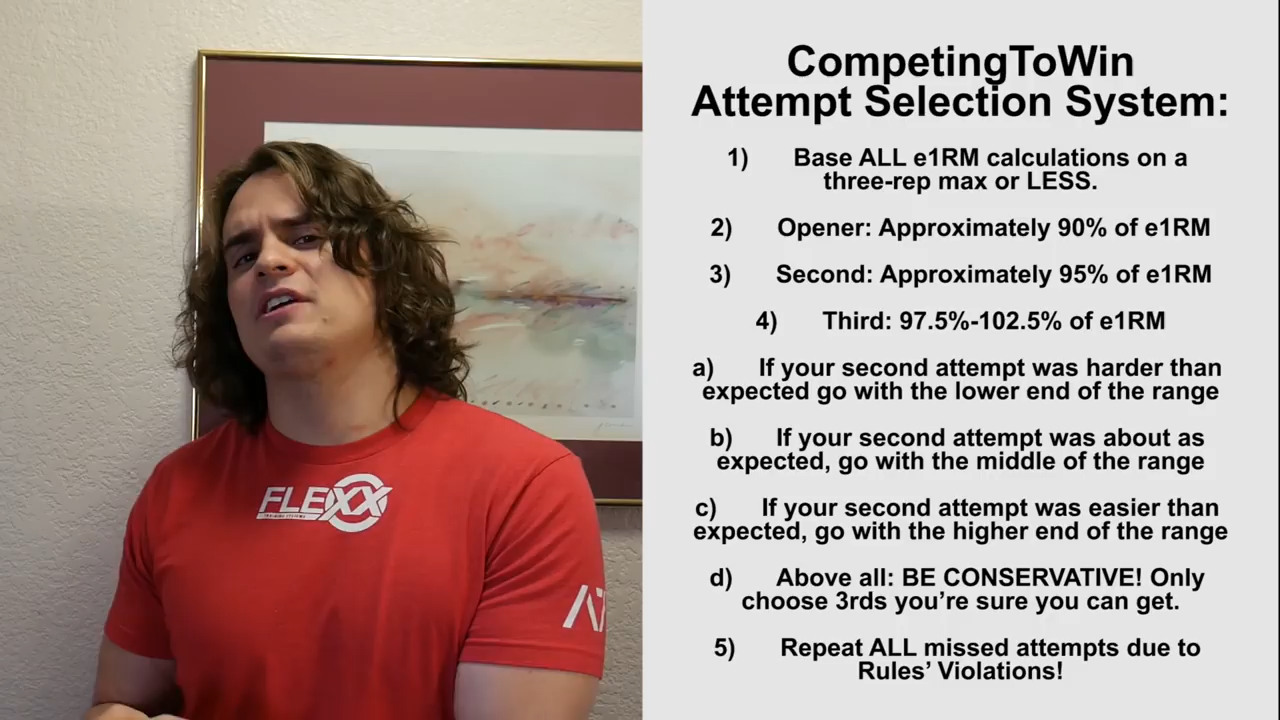 CompetingToWin
Attempt Selection System:
1) Base ALL e1RM calculations on a
three-rep max or LESS.
2) Opener: Approximately 90% of e1RM
3) Second: Approximately 95% of e1RM
4) Third: 97.5%-102.5% of e1RM
a) If your second attempt was harder than
expected go with the lower end of the range
b) If your second attempt was about as
expected, go with the middle of the range
c) If your second attempt was easier than
expected, go with the higher end of the range
d) Above all: BE CONSERVATIVE! Only
choose 3rds you’re sure you can get.
5) Repeat ALL missed attempts due to
Rules’ Violations!
FLEXX